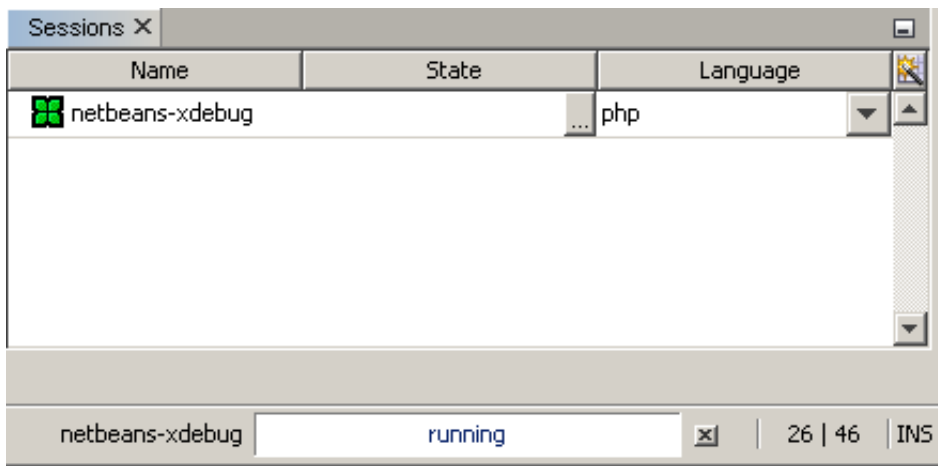 Sessions
Name State Language
netbeans-xdebug ... php
netbeans-xdebug running 26 | 46 INS